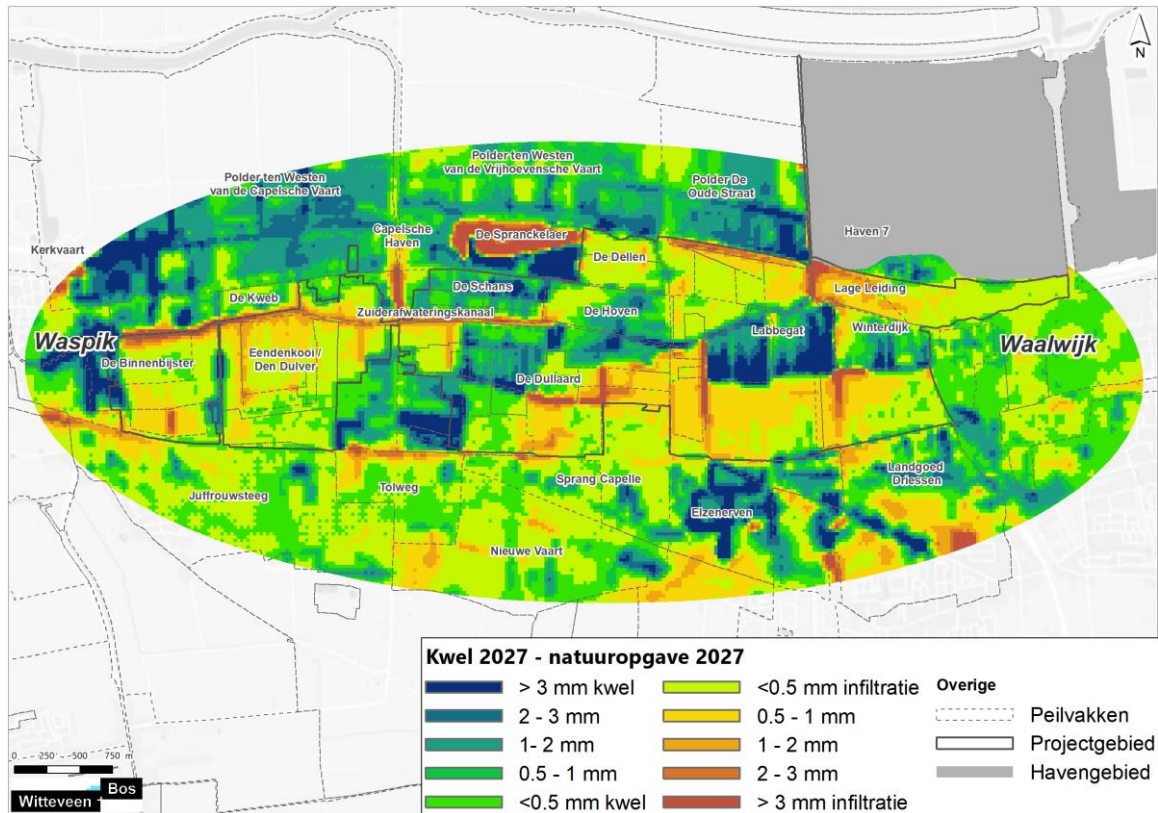 N
Polder ten Westen
van de Vrijhoevensche Vaart
Polder ten Westen
van de Capelsche Vaart
Polder De
Oude Straat
Kerkvaart
Capelsche
Haven
De Spranckelaer
Haven 7
De Dellen
De Kweb
De Schans
Lage Leiding
Zuiderafwateringskanaal
De Hoven
Waspik
Labbegat
Winterdijk
Waalwijk
De Binnenbijster
Eendenkooi /
Den Dulver
De Dullaard
Landgoed
Driessen
Juffrouwsteeg
Tolweg
Sprang Capelle
Elzenerven
Nieuwe Vaart
Kwel 2027 - natuuropgave 2027
> 3 mm kwel
2 - 3 mm
1- 2 mm
0.5 - 1 mm
<0.5 mm kwel
<0.5 mm infiltratie
0.5 - 1 mm
1 - 2 mm
2 - 3 mm
> 3 mm infiltratie
Overige
Peilvakken
Projectgebied
Havengebied
0 250 500 750 m
Witteveen + Bos